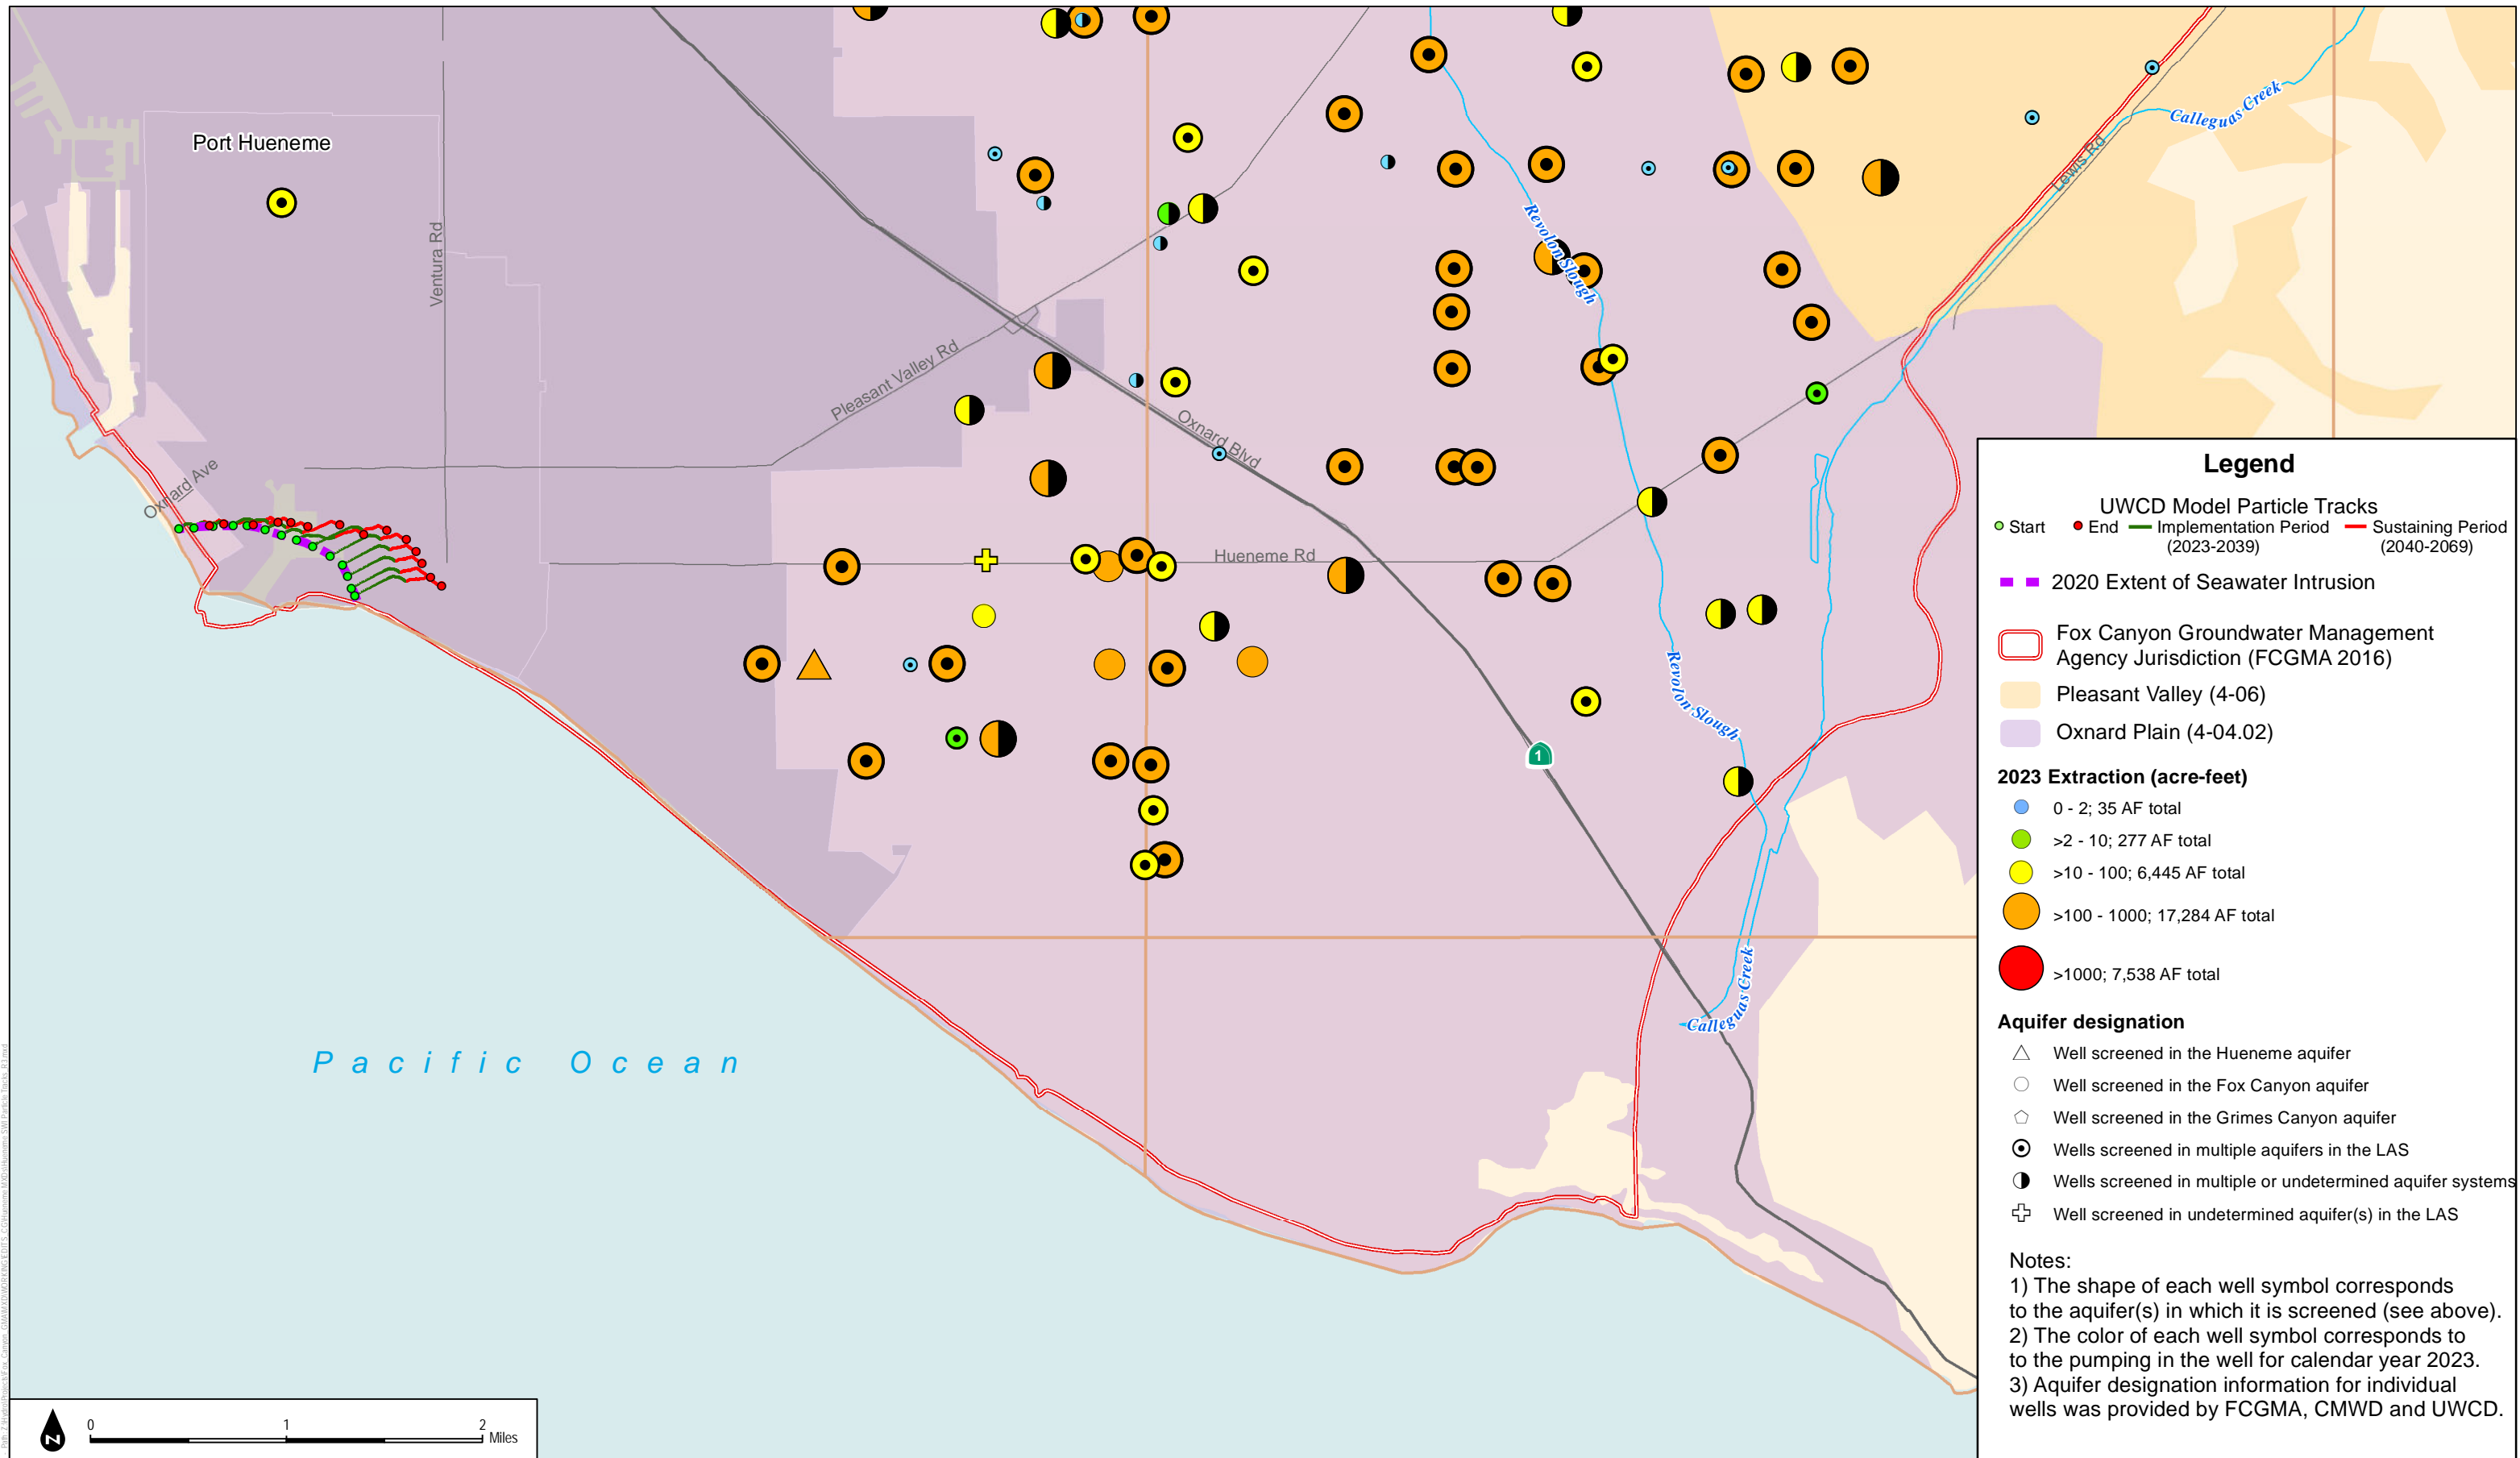 Port Hueneme
Ventura Rd
Oxnard Ave
Pleasant Valley Rd
Oxnard Blvd
Hueneme Rd
Lewis Rd
Calleguas Creek
Revolon Slough
Revolon Slough
1
Calleguas Creek
Pacific Ocean
N
0 1 2
Miles
Legend
UWCD Model Particle Tracks
Start End Implementation Period Sustaining Period
(2023-2039) (2040-2069)
2020 Extent of Seawater Intrusion
Fox Canyon Groundwater Management
Agency Jurisdiction (FCGMA 2016)
Pleasant Valley (4-06)
Oxnard Plain (4-04.02)
2023 Extraction (acre-feet)
0 - 2; 35 AF total
>2 - 10; 277 AF total
>10 - 100; 6,445 AF total
>100 - 1000; 17,284 AF total
>1000; 7,538 AF total
Aquifer designation
Well screened in the Hueneme aquifer
Well screened in the Fox Canyon aquifer
Well screened in the Grimes Canyon aquifer
Wells screened in multiple aquifers in the LAS
Wells screened in multiple or undetermined aquifer systems
Well screened in undetermined aquifer(s) in the LAS
Notes:
1) The shape of each well symbol corresponds
to the aquifer(s) in which it is screened (see above).
2) The color of each well symbol corresponds to
to the pumping in the well for calendar year 2023.
3) Aquifer designation information for individual
wells was provided by FCGMA, CMWD and UWCD.